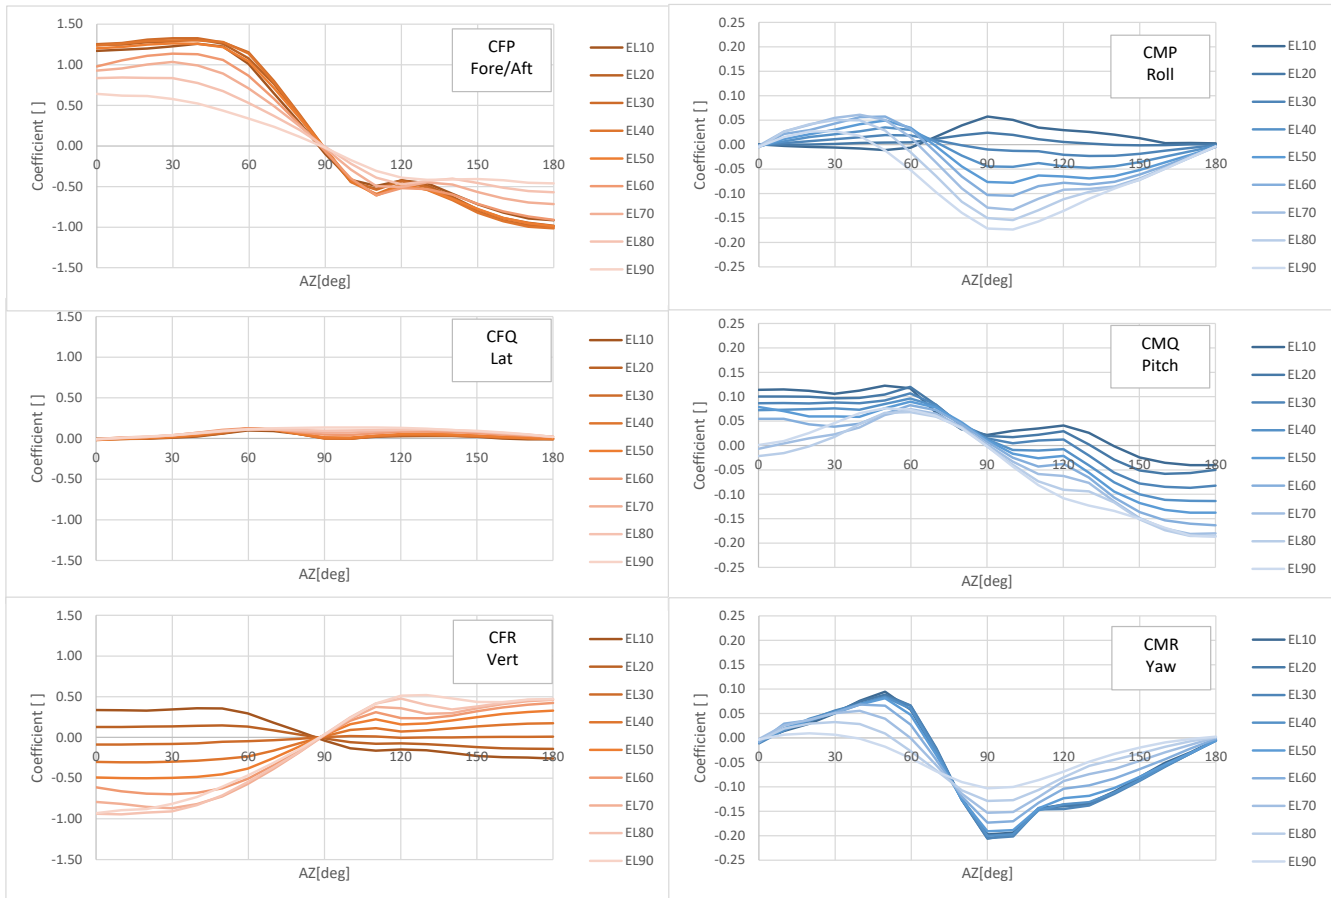 1.50
1.00
0.50
0.00
-0.50
-1.00
-1.50
0 30 60 90 120 150 180
Coefficient [ ]
AZ[deg]
CFP
Fore/Aft
EL10
EL20
EL30
EL40
EL50
EL60
EL70
EL80
EL90
0.25
0.20
0.15
0.10
0.05
0.00
-0.05
-0.10
-0.15
-0.20
-0.25
0 30 60 90 120 150 180
Coefficient [ ]
AZ[deg]
CMP
Roll
EL10
EL20
EL30
EL40
EL50
EL60
EL70
EL80
EL90
1.50
1.00
0.50
0.00
-0.50
-1.00
-1.50
0 30 60 90 120 150 180
Coefficient [ ]
AZ[deg]
CFQ
Lat
EL10
EL20
EL30
EL40
EL50
EL60
EL70
EL80
EL90
0.25
0.20
0.15
0.10
0.05
0.00
-0.05
-0.10
-0.15
-0.20
-0.25
0 30 60 90 120 150 180
Coefficient [ ]
AZ[deg]
CMQ
Pitch
EL10
EL20
EL30
EL40
EL50
EL60
EL70
EL80
EL90
1.50
1.00
0.50
0.00
-0.50
-1.00
-1.50
0 30 60 90 120 150 180
Coefficient [ ]
AZ[deg]
CFR
Vert
EL10
EL20
EL30
EL40
EL50
EL60
EL70
EL80
EL90
0.25
0.20
0.15
0.10
0.05
0.00
-0.05
-0.10
-0.15
-0.20
-0.25
0 30 60 90 120 150 180
Coefficient [ ]
AZ[deg]
CMR
Yaw
EL10
EL20
EL30
EL40
EL50
EL60
EL70
EL80
EL90